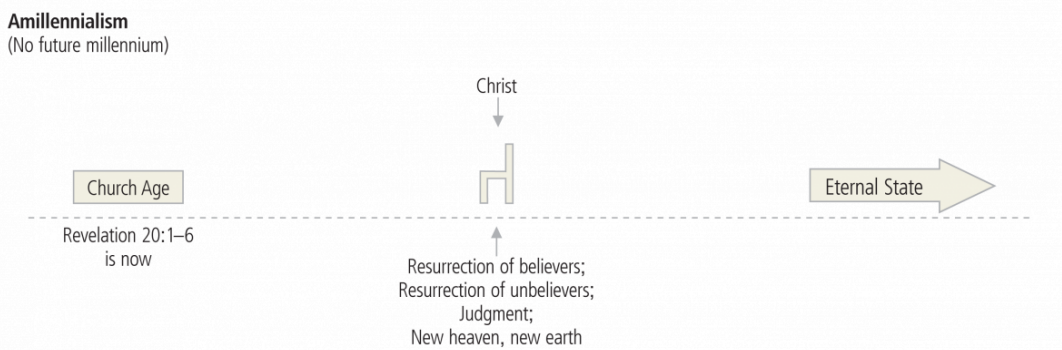 Amillennialism
(No future millennium)
Christ
Church Age
Eternal State
Revelation 20:1–6
is now
Resurrection of believers;
Resurrection of unbelievers;
Judgment;
New heaven, new earth